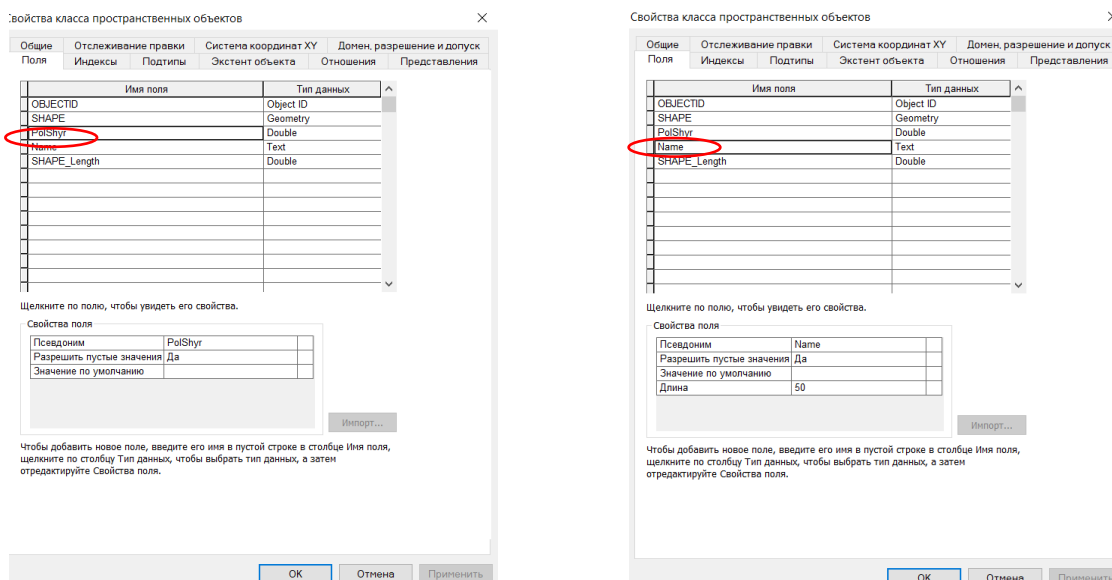 Свойства класса пространственных объектов
Общие Отслеживание правки Система координат XY Домен, разрешение и допуск
Поля Индексы Подтипы Экстент объекта Отношения Представления
Имя поля Тип данных
OBJECTID Object ID
SHAPE Geometry
PolShyr Double
Name Text
SHAPE_Length Double
Щелкните по полю, чтобы увидеть его свойства.
Свойства поля
Псевдоним PolShyr
Разрешить пустые значения Да
Значение по умолчанию
Импорт...
Чтобы добавить новое поле, введите его имя в пустой строке в столбце Имя поля,
щелкните по столбцу Тип данных, чтобы выбрать тип данных, а затем
отредактируйте Свойства поля.
OK Отмена Применить
Свойства класса пространственных объектов
Общие Отслеживание правки Система координат XY Домен, разрешение и допуск
Поля Индексы Подтипы Экстент объекта Отношения Представления
Имя поля Тип данных
OBJECTID Object ID
SHAPE Geometry
PolShyr Double
Name Text
SHAPE_Length Double
Щелкните по полю, чтобы увидеть его свойства.
Свойства поля
Псевдоним Name
Разрешить пустые значения Да
Значение по умолчанию
Длина 50
Импорт...
Чтобы добавить новое поле, введите его имя в пустой строке в столбце Имя поля,
щелкните по столбцу Тип данных, чтобы выбрать тип данных, а затем
отредактируйте Свойства поля.
OK Отмена Применить